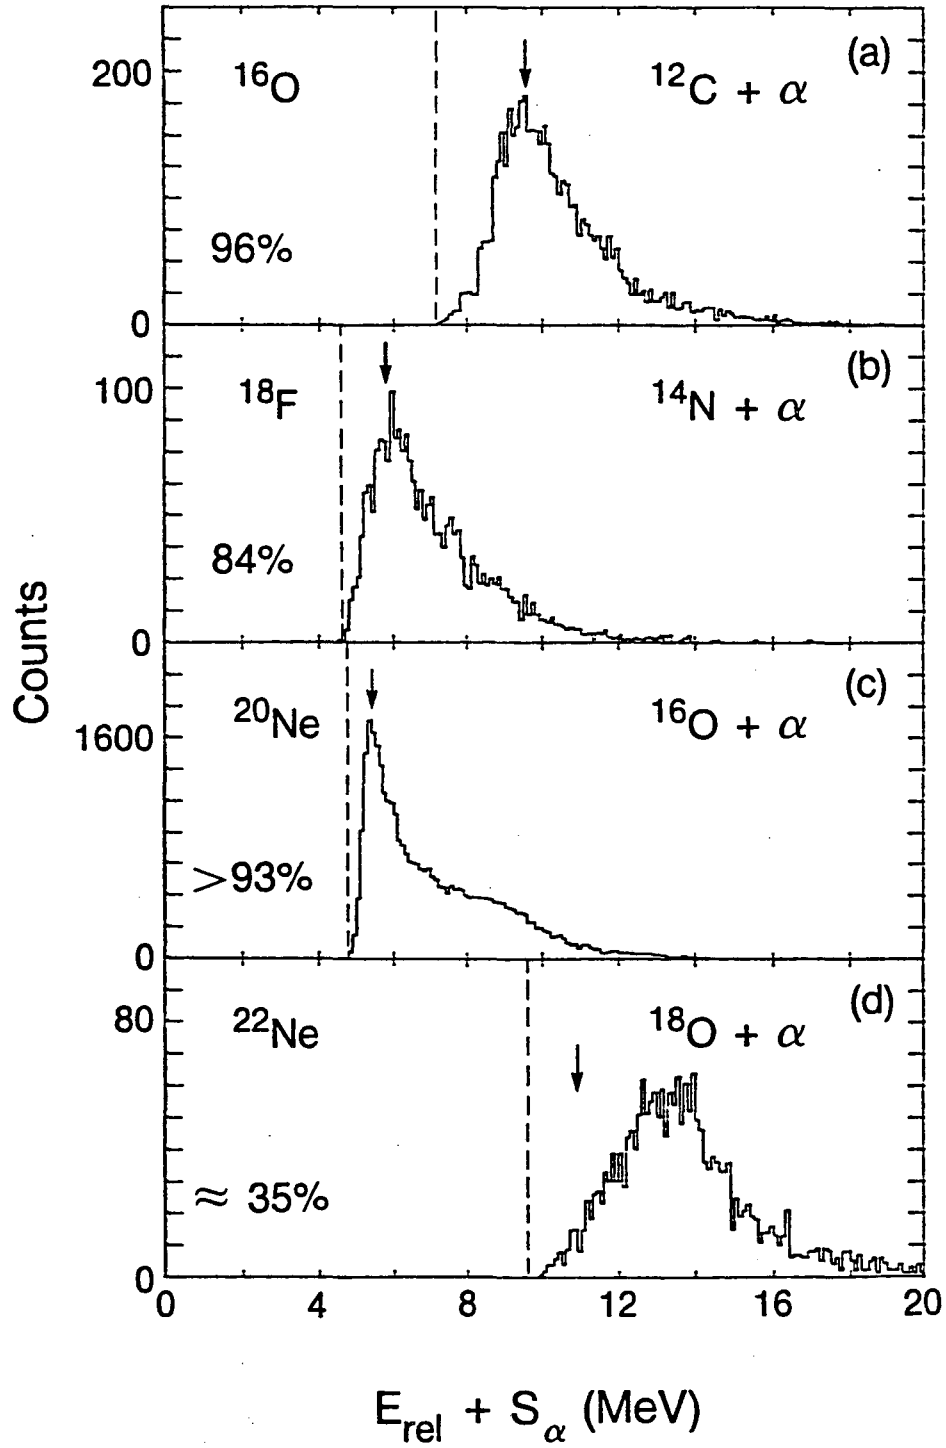 (a)
200
¹⁶O
¹²C + α
96%
0
(b)
100
¹⁸F
¹⁴N + α
84%
0
(c)
²⁰Ne
¹⁶O + α
1600
>93%
0
(d)
80
²²Ne
¹⁸O + α
≈ 35%
0
0 4 8 12 16 20
Counts
E_rel + S_α (MeV)